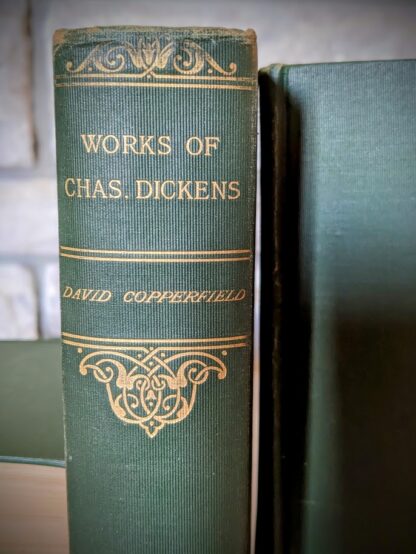 WORKS OF
CHAS. DICKENS
DAVID COPPERFIELD